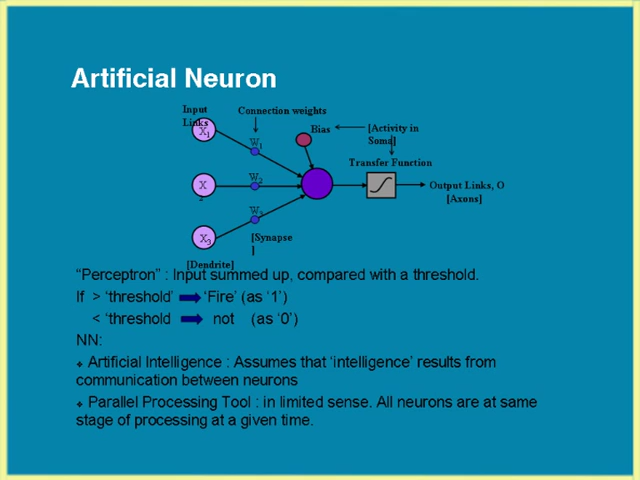 Artificial Neuron
Input
Links
Connection weights
X1
W1
Bias
[Activity in
Soma]
Transfer Function
X
2
W2
Output Links, O
[Axons]
W3
X3
[Synapse
]
[Dendrite]
“Perceptron” : Input summed up, compared with a threshold.
If > ‘threshold’ ‘Fire’ (as ‘1’)
< ‘threshold not (as ‘0’)
NN:
❖ Artificial Intelligence : Assumes that ‘intelligence’ results from
communication between neurons
❖ Parallel Processing Tool : in limited sense. All neurons are at same
stage of processing at a given time.